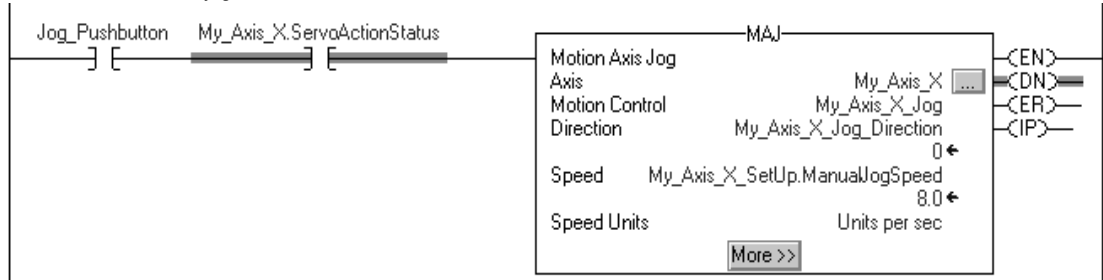 Jog_Pushbutton My_Axis_X.ServoActionStatus
MAJ
Motion Axis Jog
Axis My_Axis_X ...
Motion Control My_Axis_X_Jog
Direction My_Axis_X_Jog_Direction
0
Speed My_Axis_X_SetUp.ManualJogSpeed
8.0
Speed Units Units per sec
More >>
EN
DN
ER
IP